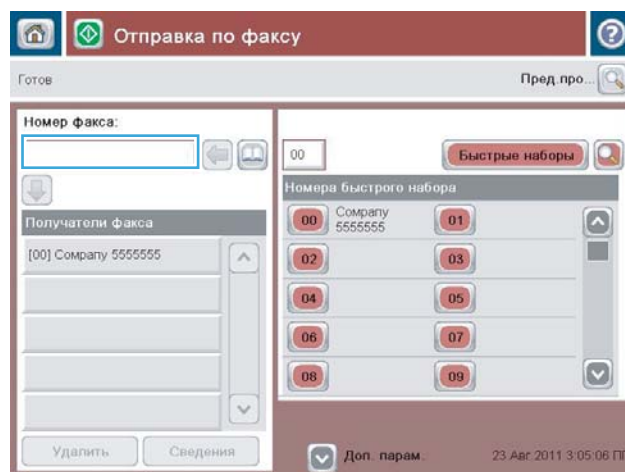 Отправка по факсу
Готов
Пред.про...
Номер факса:
00
Быстрые наборы
Номера быстрого набора
Получатели факса
00 Company 5555555 01
[00] Company 5555555
02 03
04 05
06 07
08 09
Удалить Сведения
Доп. парам.
23 Авг 2011 3:05:06 ПП